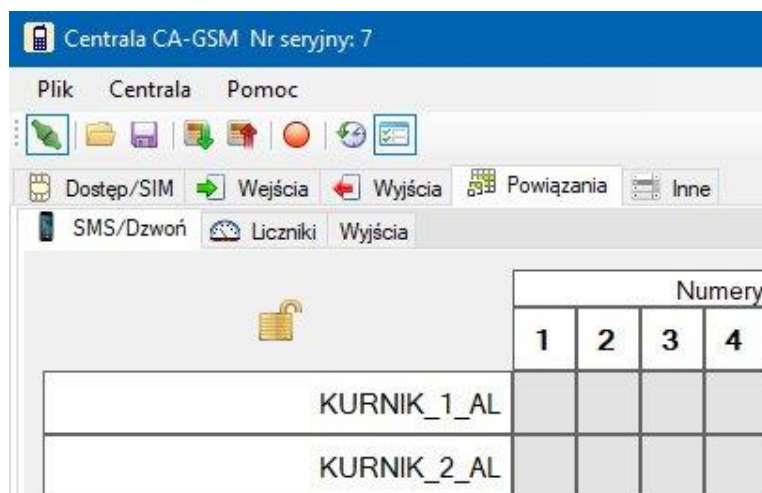 Centrala CA-GSM Nr seryjny: 7
Plik Centrala Pomoc
Dostęp/SIM Wejścia Wyjścia Powiązania Inne
SMS/Dzwoń Liczniki Wyjścia
Numery
1 2 3 4
KURNIK_1_AL
KURNIK_2_AL